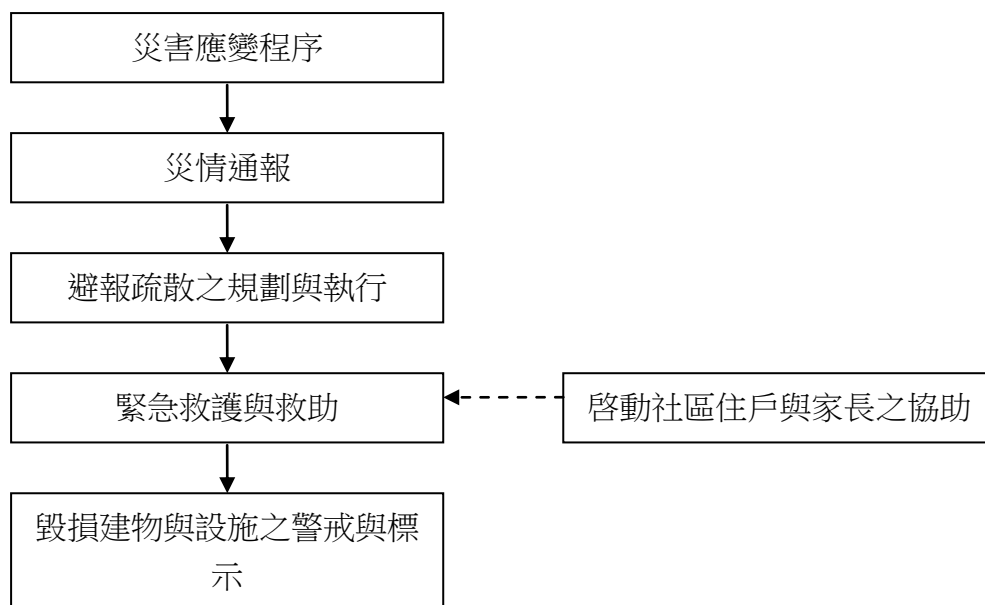 災害應變程序
災情通報
避報疏散之規劃與執行
緊急救護與救助
啓動社區住戶與家長之協助
毀損建物與設施之警戒與標
示